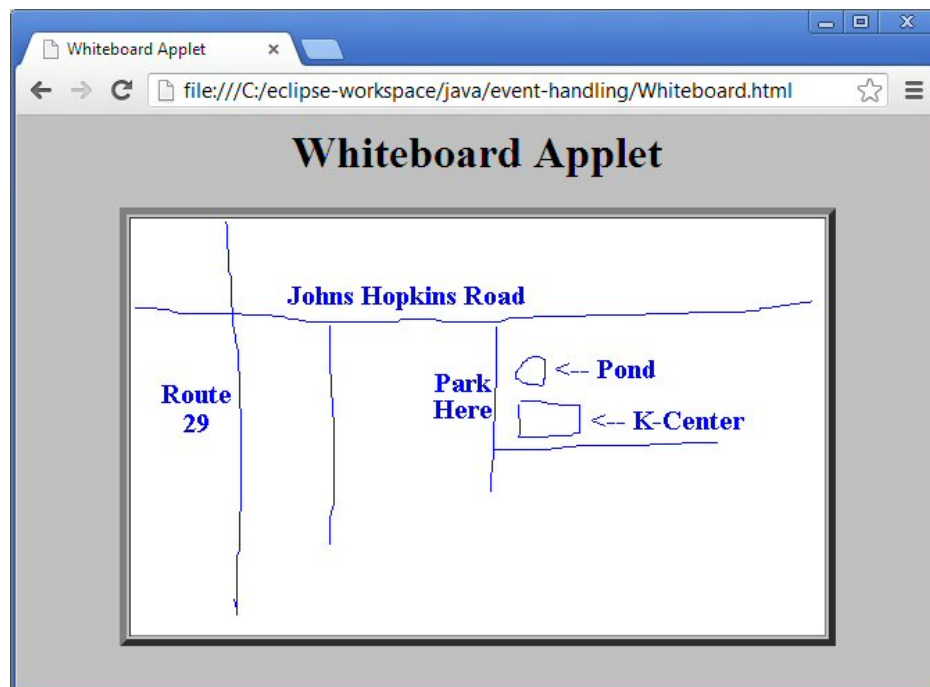 Whiteboard Applet
file:///C:/eclipse-workspace/java/event-handling/Whiteboard.html
Whiteboard Applet
Johns Hopkins Road
<-- Pond
Park
Here
Route
29
<-- K-Center